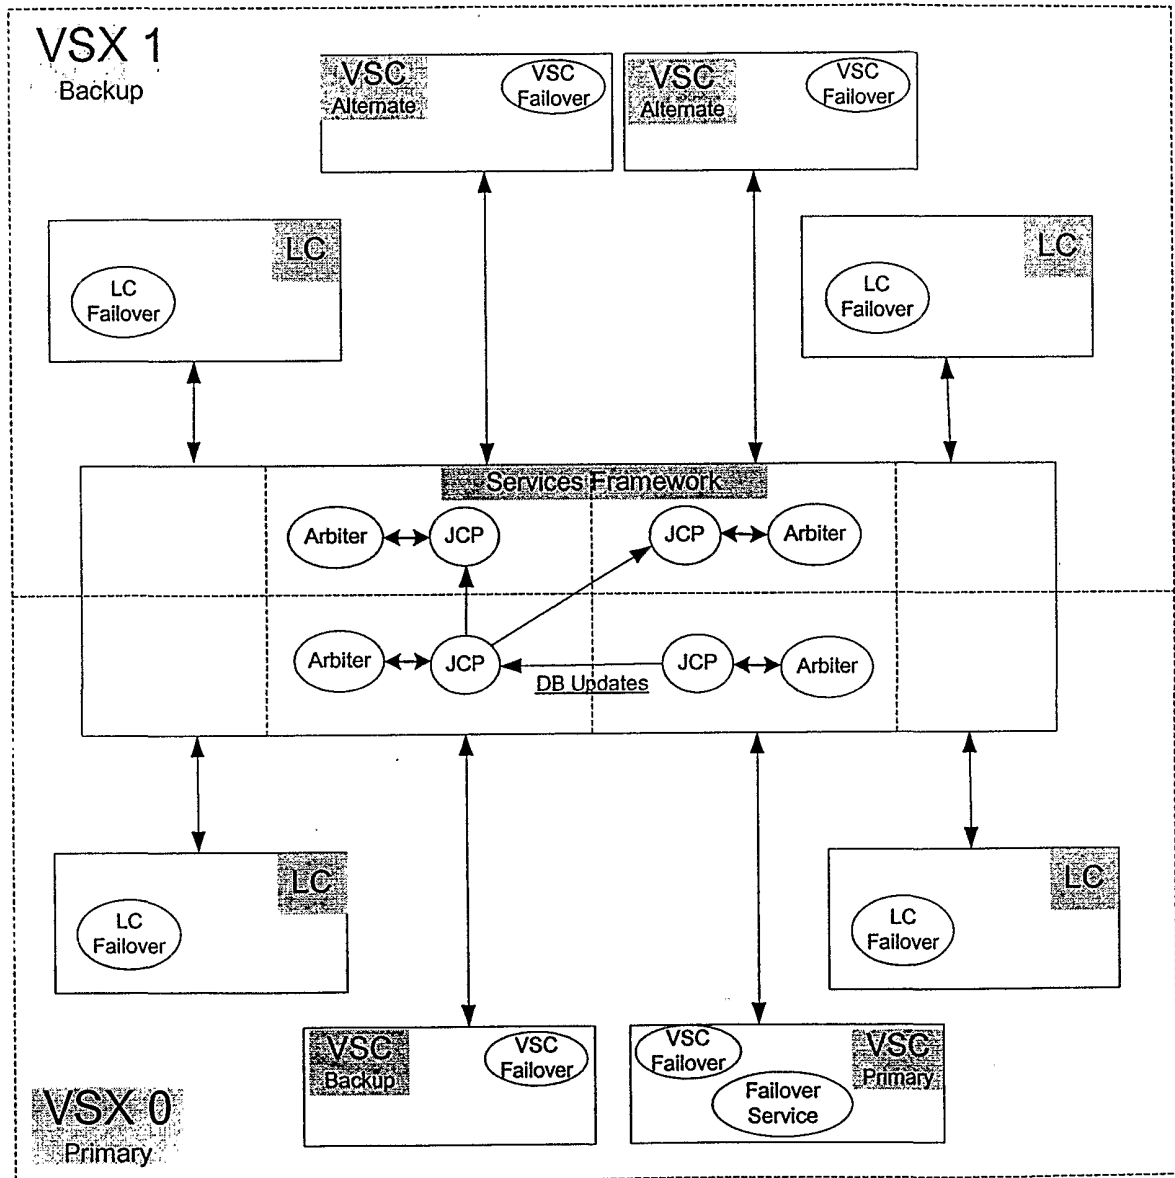 VSX 1
Backup
VSC
Alternate
VSC
Failover
VSC
Alternate
VSC
Failover
LC
LC
Failover
LC
LC
Failover
Services Framework
Arbiter
JCP
JCP
Arbiter
Arbiter
JCP
JCP
Arbiter
DB Updates
LC
LC
Failover
LC
LC
Failover
VSC
Backup
VSC
Failover
VSC
Failover
VSC
Primary
Failover
Service
VSX 0
Primary